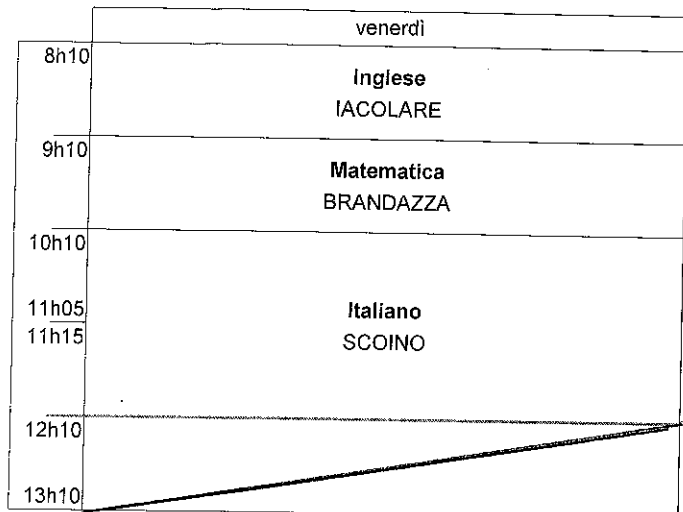 venerdì
8h10
Inglese
IACOLARE
9h10
Matematica
BRANDAZZA
10h10
11h05
Italiano
11h15
SCOINO
12h10
13h10